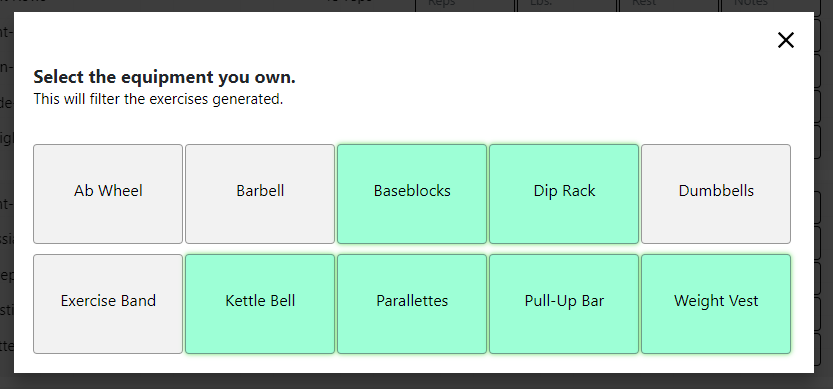 Reps
Lbs.
Rest
Notes
Select the equipment you own.
This will filter the exercises generated.
Ab Wheel
Barbell
Baseblocks
Dip Rack
Dumbbells
Exercise Band
Kettle Bell
Parallettes
Pull-Up Bar
Weight Vest